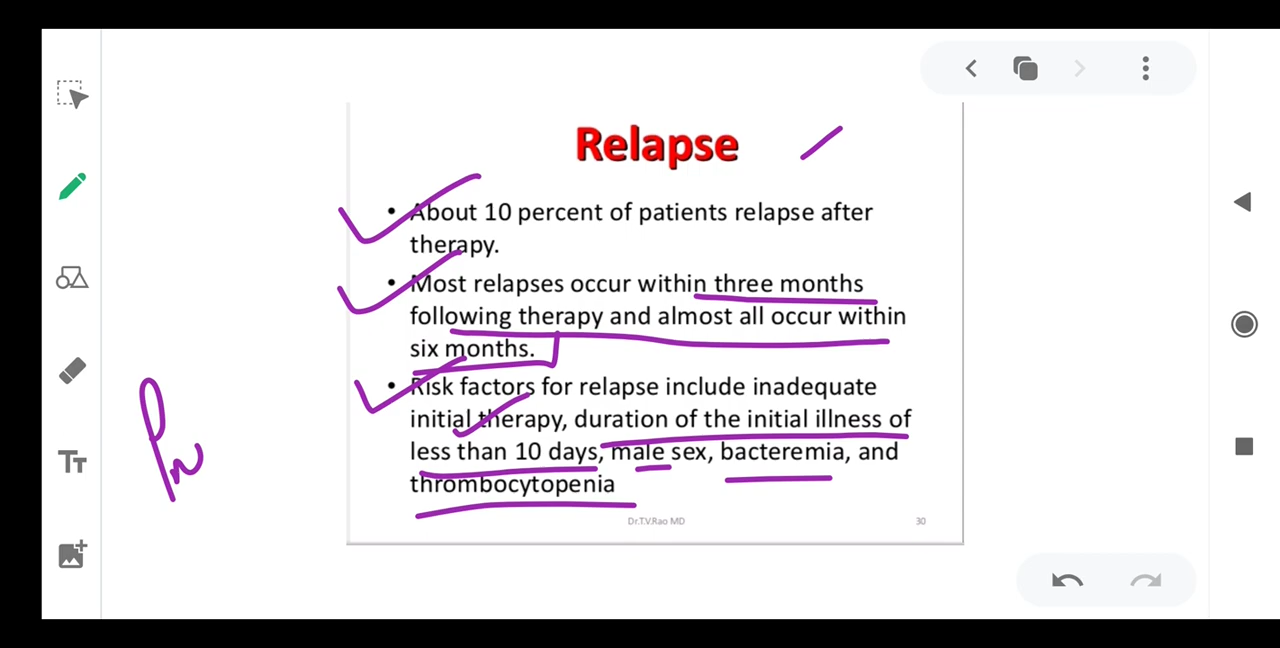 Relapse
• About 10 percent of patients relapse after
therapy.
• Most relapses occur within three months
following therapy and almost all occur within
six months.
• Risk factors for relapse include inadequate
initial therapy, duration of the initial illness of
less than 10 days, male sex, bacteremia, and
thrombocytopenia
Dr.T.V.Rao MD
30
TT